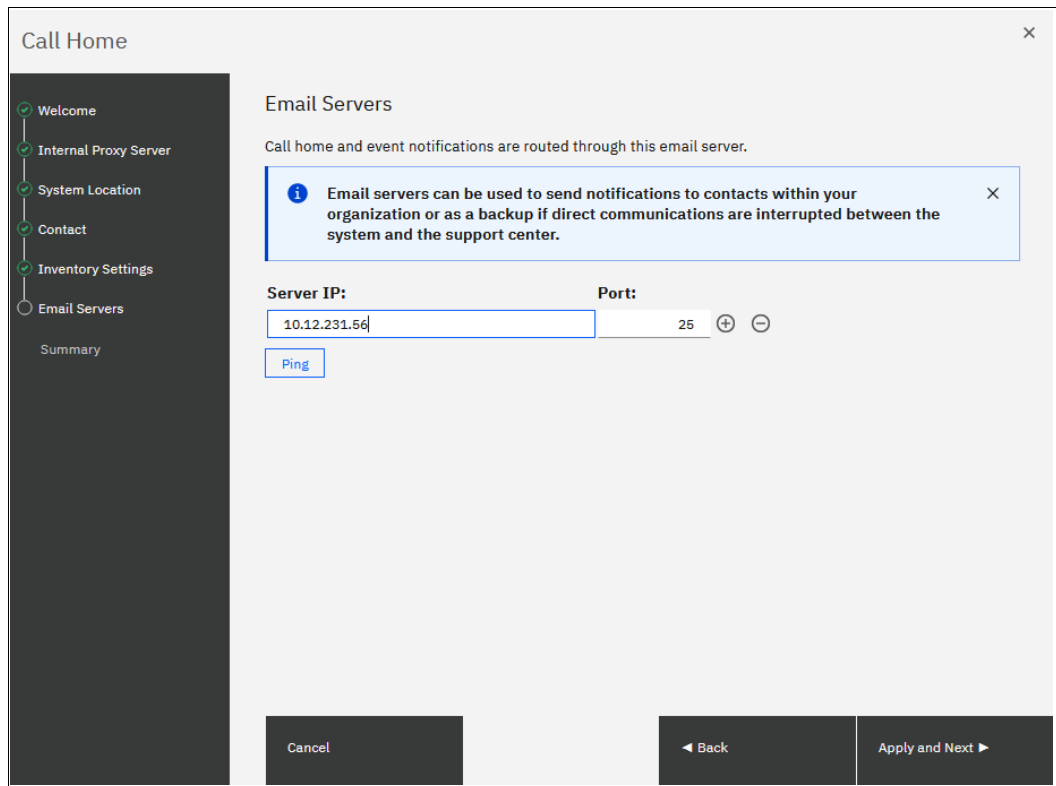 Call Home
Welcome
Internal Proxy Server
System Location
Contact
Inventory Settings
Email Servers
Summary
Email Servers
Call home and event notifications are routed through this email server.
Email servers can be used to send notifications to contacts within your
organization or as a backup if direct communications are interrupted between the
system and the support center.
Server IP: Port:
10.12.231.56 25
Ping
Cancel ◄ Back Apply and Next ►